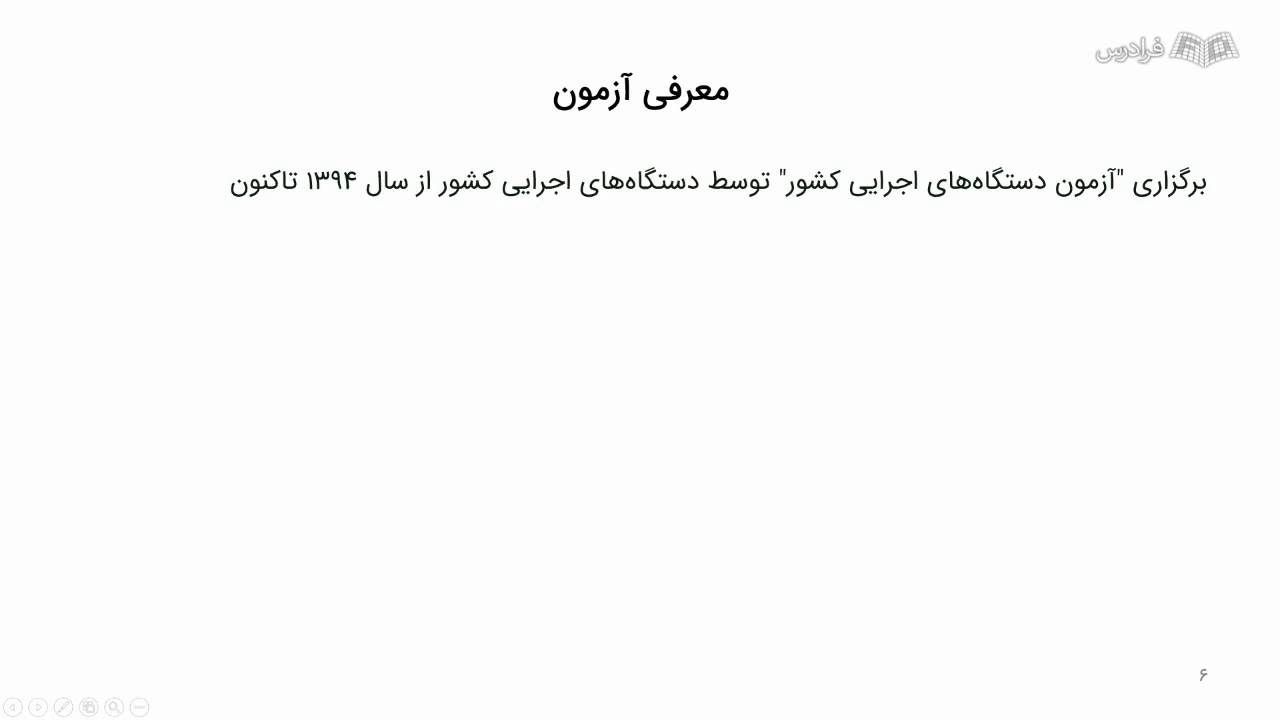 فرادرس
معرفی آزمون
برگزاری "آزمون دستگاه‌های اجرایی کشور" توسط دستگاه‌های اجرایی کشور از سال ۱۳۹۴ تاکنون
۶